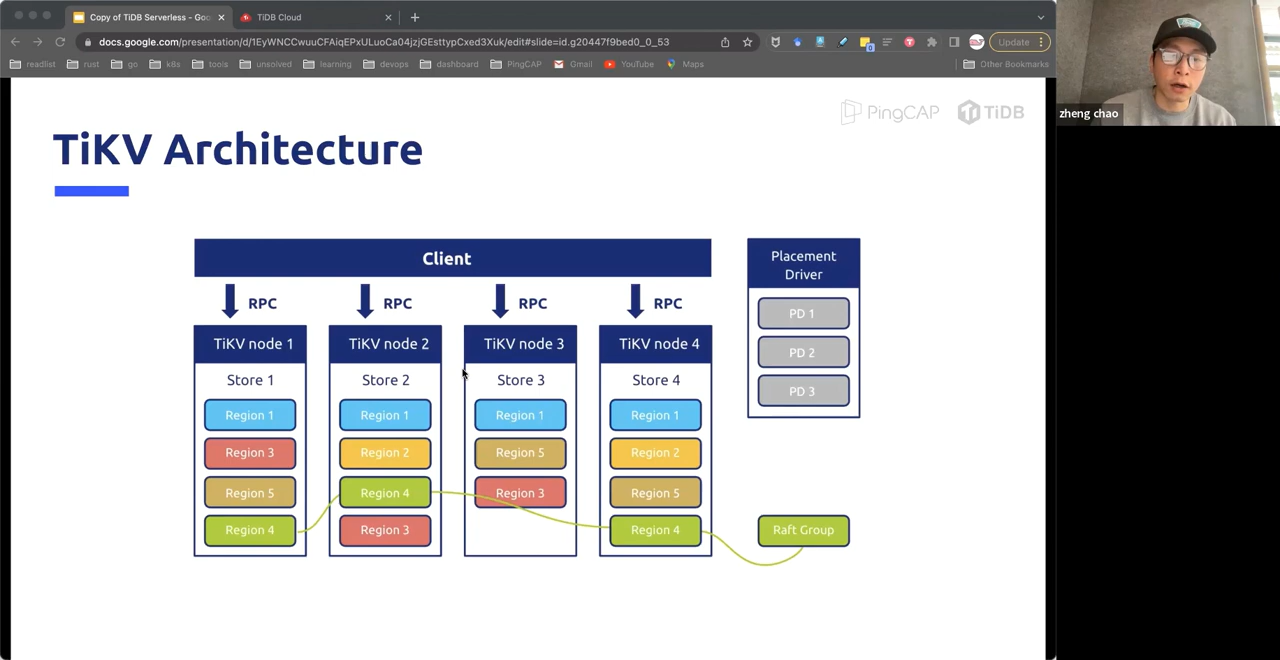 Copy of TiDB Serverless - Goo
TiDB Cloud
docs.google.com/presentation/d/1EyWNCCwuuCFAiqEPxULuoCa04jzjGEsttypCxed3Xuk/edit#slide=id.g20447f9bed0_0_53
Update
readlist
rust
go
k8s
tools
unsolved
learning
devops
dashboard
PingCAP
Gmail
YouTube
Maps
Other Bookmarks
zheng chao
PingCAP
TiDB
TiKV Architecture
Client
Placement
Driver
RPC
RPC
RPC
RPC
PD 1
PD 2
PD 3
TiKV node 1
Store 1
Region 1
Region 3
Region 5
Region 4
TiKV node 2
Store 2
Region 1
Region 2
Region 4
Region 3
TiKV node 3
Store 3
Region 1
Region 5
Region 3
TiKV node 4
Store 4
Region 1
Region 2
Region 5
Region 4
Raft Group